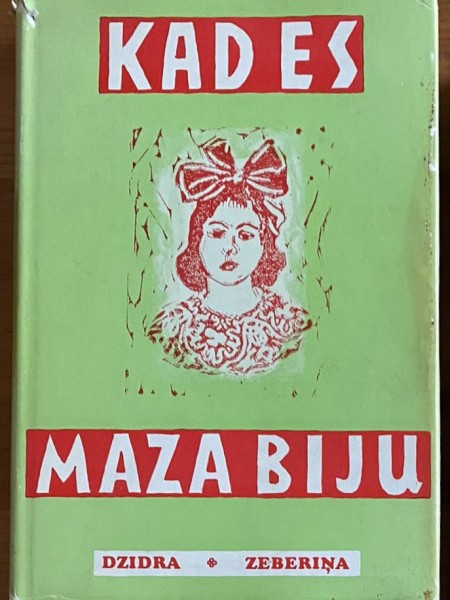 KAD ES
MAZA BIJU
DZIDRA ✽ ZEBERIŅA